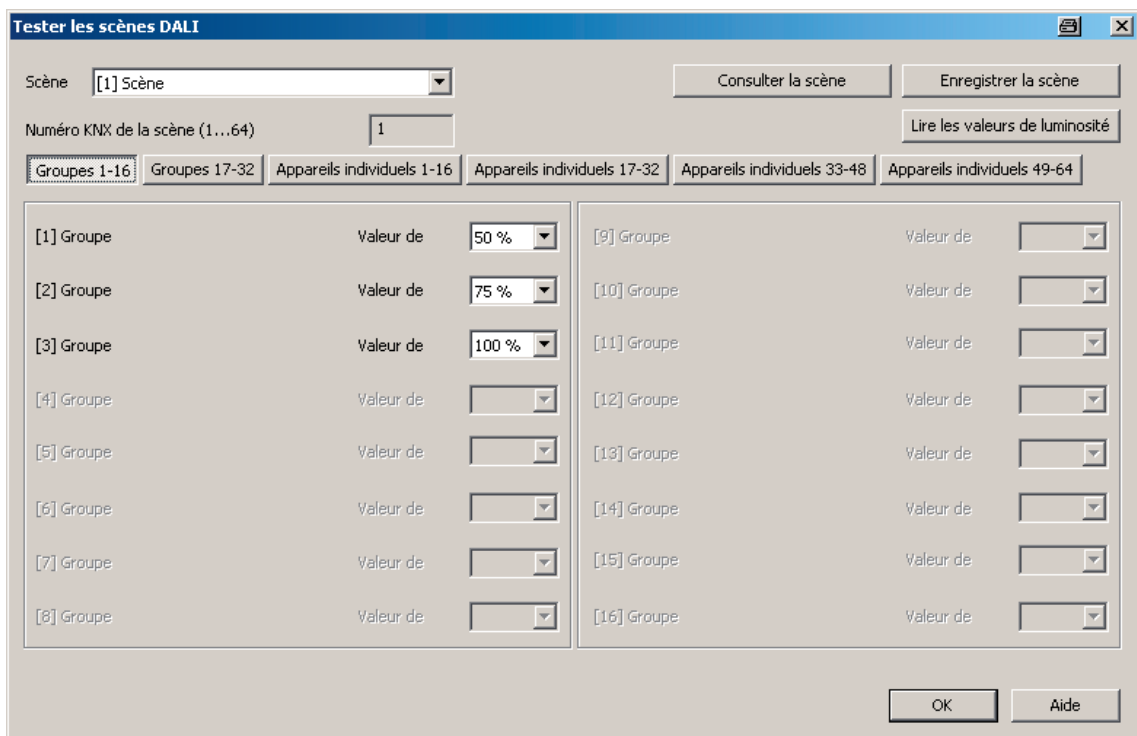 Tester les scènes DALI
Scène [1] Scène Consulter la scène Enregistrer la scène
Numéro KNX de la scène (1...64) 1 Lire les valeurs de luminosité
Groupes 1-16 Groupes 17-32 Appareils individuels 1-16 Appareils individuels 17-32 Appareils individuels 33-48 Appareils individuels 49-64
[1] Groupe Valeur de 50 % [9] Groupe Valeur de
[2] Groupe Valeur de 75 % [10] Groupe Valeur de
[3] Groupe Valeur de 100 % [11] Groupe Valeur de
[4] Groupe Valeur de [12] Groupe Valeur de
[5] Groupe Valeur de [13] Groupe Valeur de
[6] Groupe Valeur de [14] Groupe Valeur de
[7] Groupe Valeur de [15] Groupe Valeur de
[8] Groupe Valeur de [16] Groupe Valeur de
OK Aide